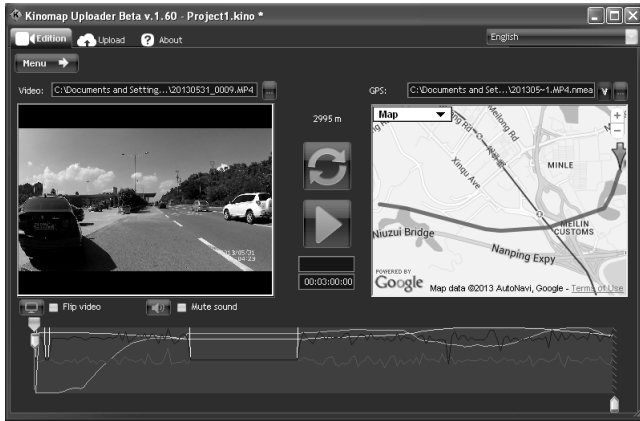 Kinomap Uploader Beta v.1.60 - Project1.kino *
Edition Upload ? About
English
Menu
Video: C:\Documents and Setting...\20130531_0009.MP4 ...
GPS: C:\Documents and Set...\201305~1.MP4.nmea ...
2995 m
Map
Meilong Rd
Xinqu Ave
MINLE
MEILIN
CUSTOMS
Niuzui Bridge
Nanping Expy
POWERED BY
Google
Map data ©2013 AutoNavi, Google - Terms of Use
00:03:00:00
Flip video
Mute sound